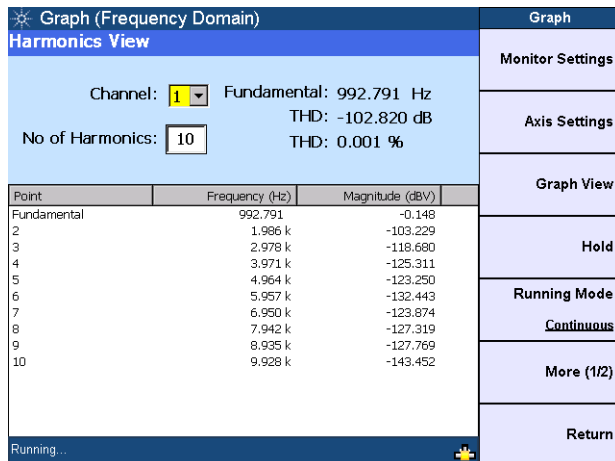 Graph (Frequency Domain)
Harmonics View
Channel: 1
Fundamental: 992.791 Hz
THD: -102.820 dB
No of Harmonics: 10
THD: 0.001 %
Point Frequency (Hz) Magnitude (dBV)
Fundamental 992.791 -0.148
2 1.986 k -103.229
3 2.978 k -118.680
4 3.971 k -125.311
5 4.964 k -123.250
6 5.957 k -132.443
7 6.950 k -123.874
8 7.942 k -127.319
9 8.935 k -127.769
10 9.928 k -143.452
Running...
Graph
Monitor Settings
Axis Settings
Graph View
Hold
Running Mode
Continuous
More (1/2)
Return